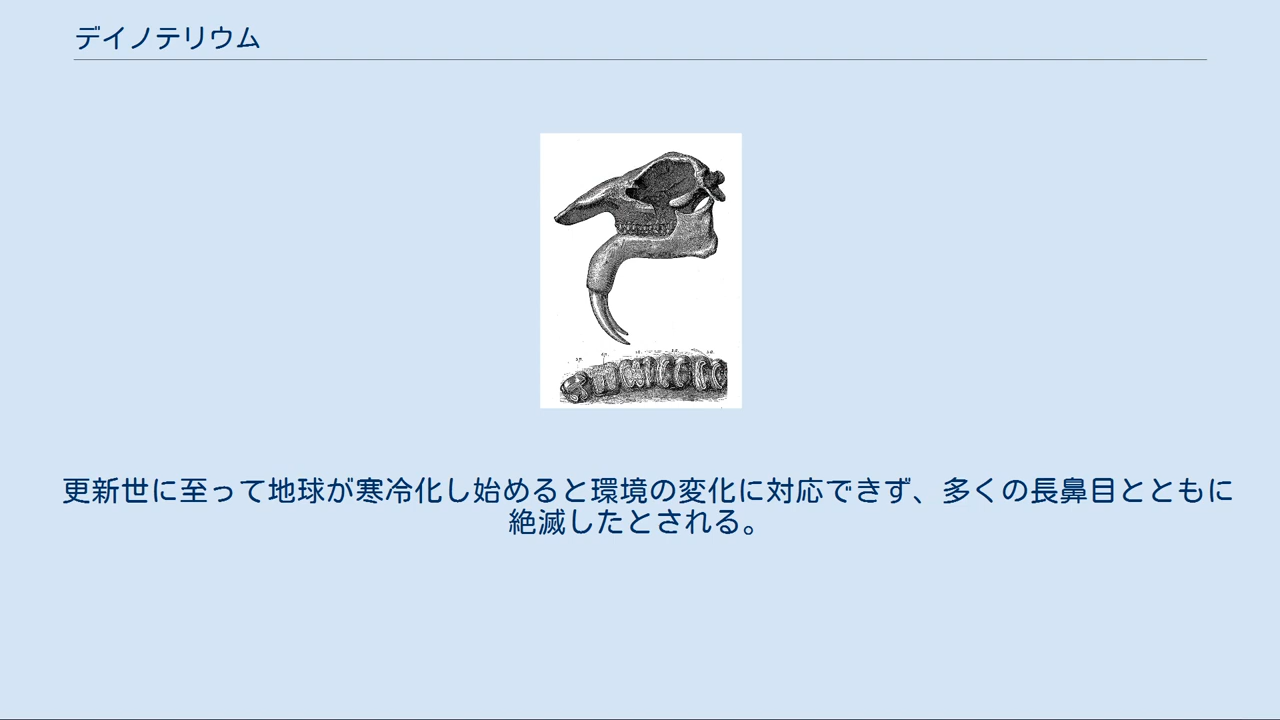 デイノテリウム
更新世に至って地球が寒冷化し始めると環境の変化に対応できず、多くの長鼻目とともに
絶滅したとされる。